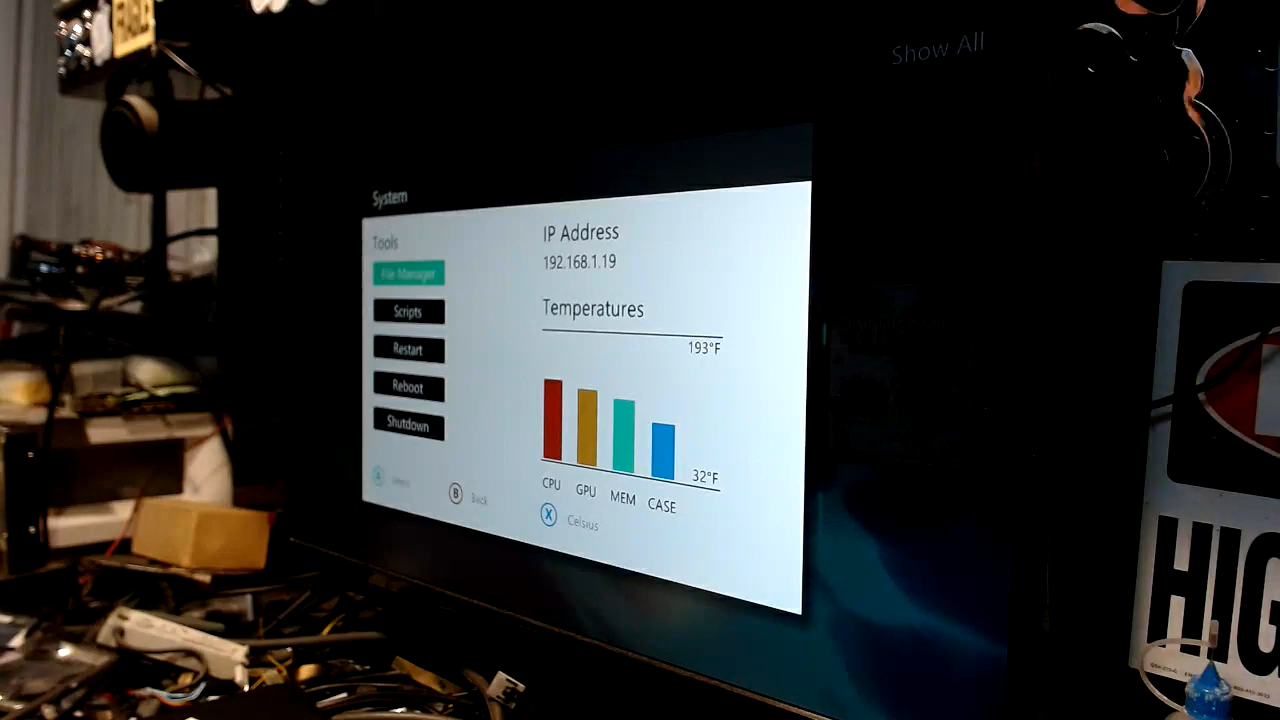 Show All
System
Tools
File Manager
Scripts
Restart
Reboot
Shutdown
Back
IP Address
192.168.1.19
Temperatures
193°F
32°F
CPU GPU MEM CASE
X Celsius
B
A
HIG